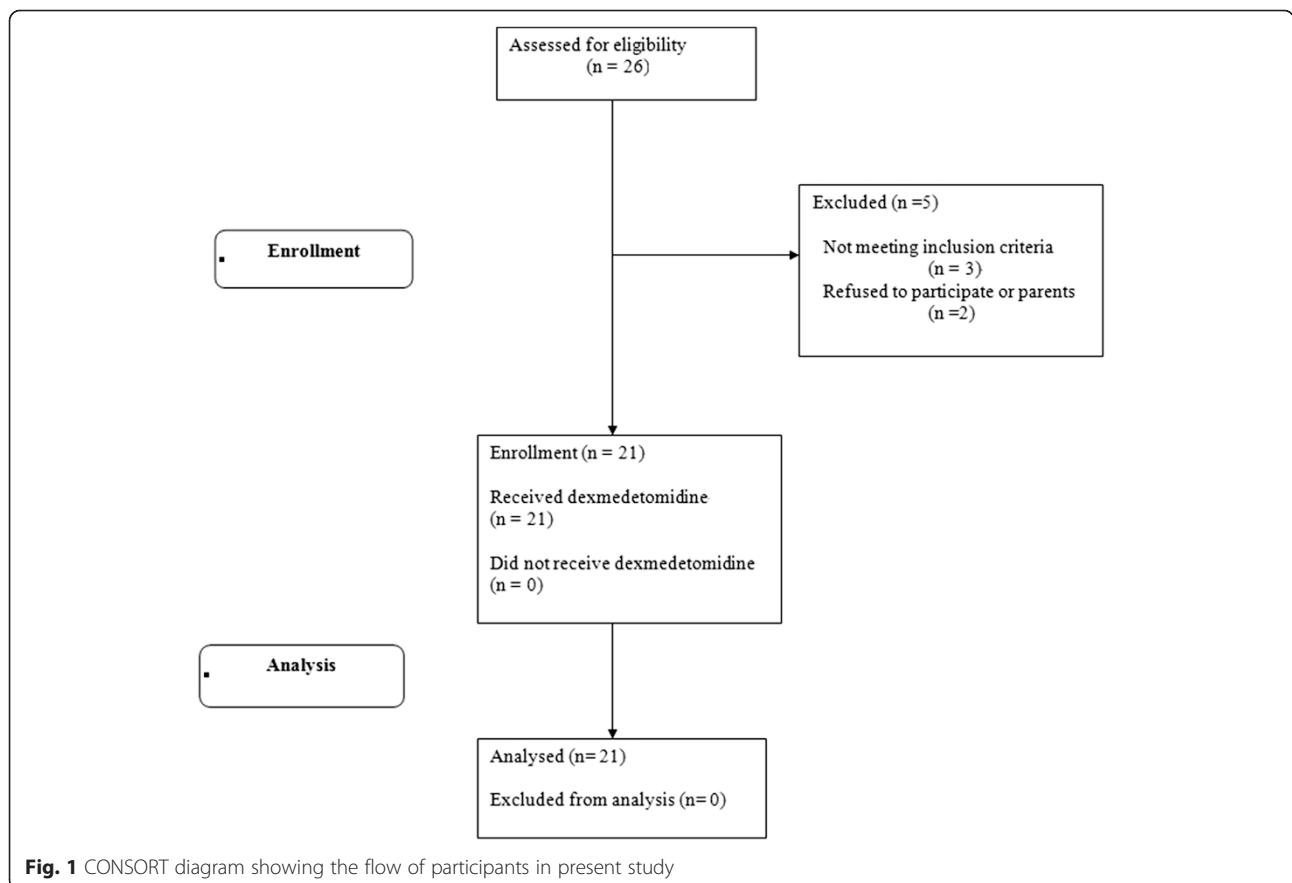 Assessed for eligibility
(n = 26)
Excluded (n =5)
Not meeting inclusion criteria
(n = 3)
Refused to participate or parents
(n =2)
Enrollment
Enrollment (n = 21)
Received dexmedetomidine
(n = 21)
Did not receive dexmedetomidine
(n = 0)
Analysis
Analysed (n= 21)
Excluded from analysis (n= 0)
Fig. 1 CONSORT diagram showing the flow of participants in present study